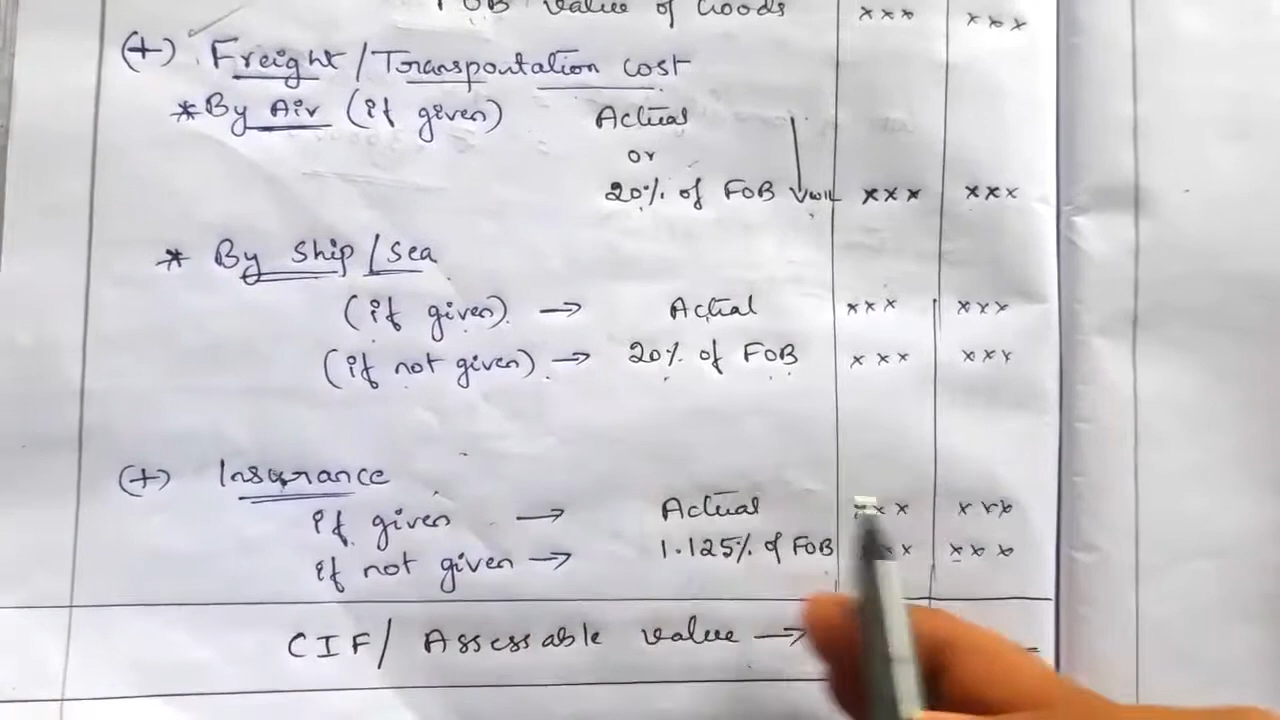 FOB Value of Goods xxx xxx
(+) Freight/Transportation cost
*By Air (if given) Actual
or
20% of FOB ↓WIL xxx xxx
* By Ship/Sea
(if given) → Actual xxx xxx
(if not given) → 20% of FOB xxx xxx
(+) Insurance
if given → Actual xxx xxx
if not given → 1.125% of FOB xxx xxx
CIF/ Assessable value →